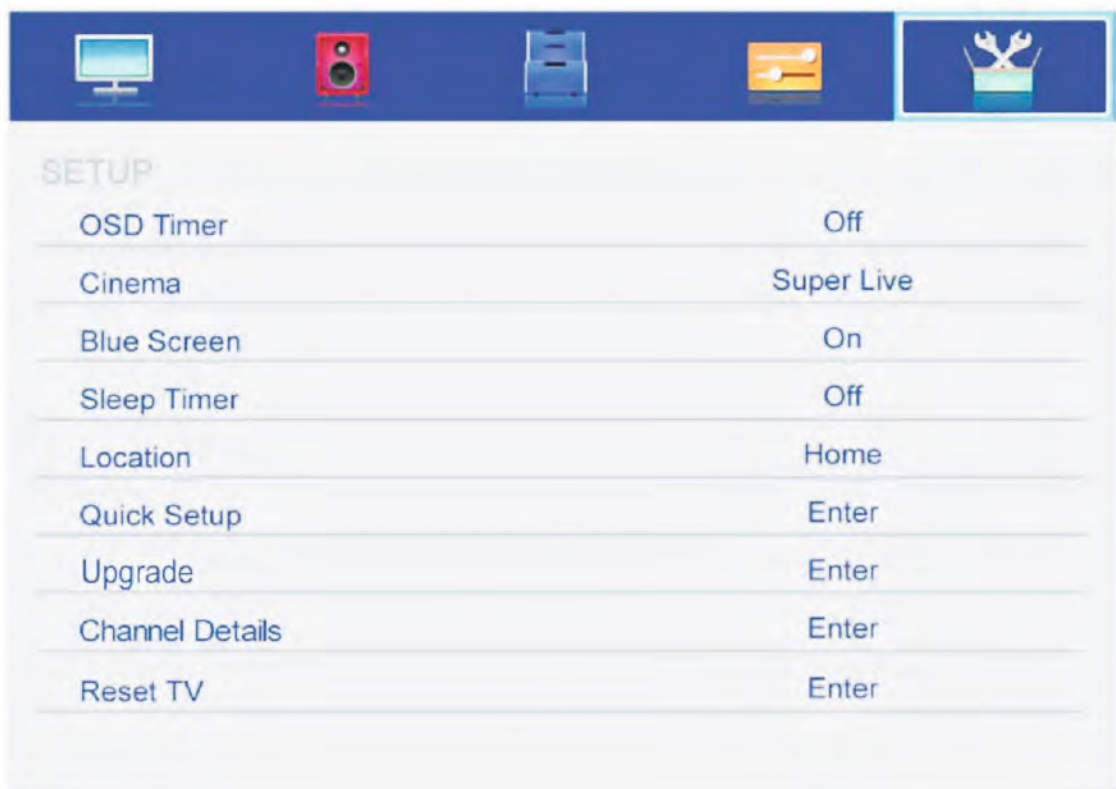 SETUP
OSD Timer Off
Cinema Super Live
Blue Screen On
Sleep Timer Off
Location Home
Quick Setup Enter
Upgrade Enter
Channel Details Enter
Reset TV Enter